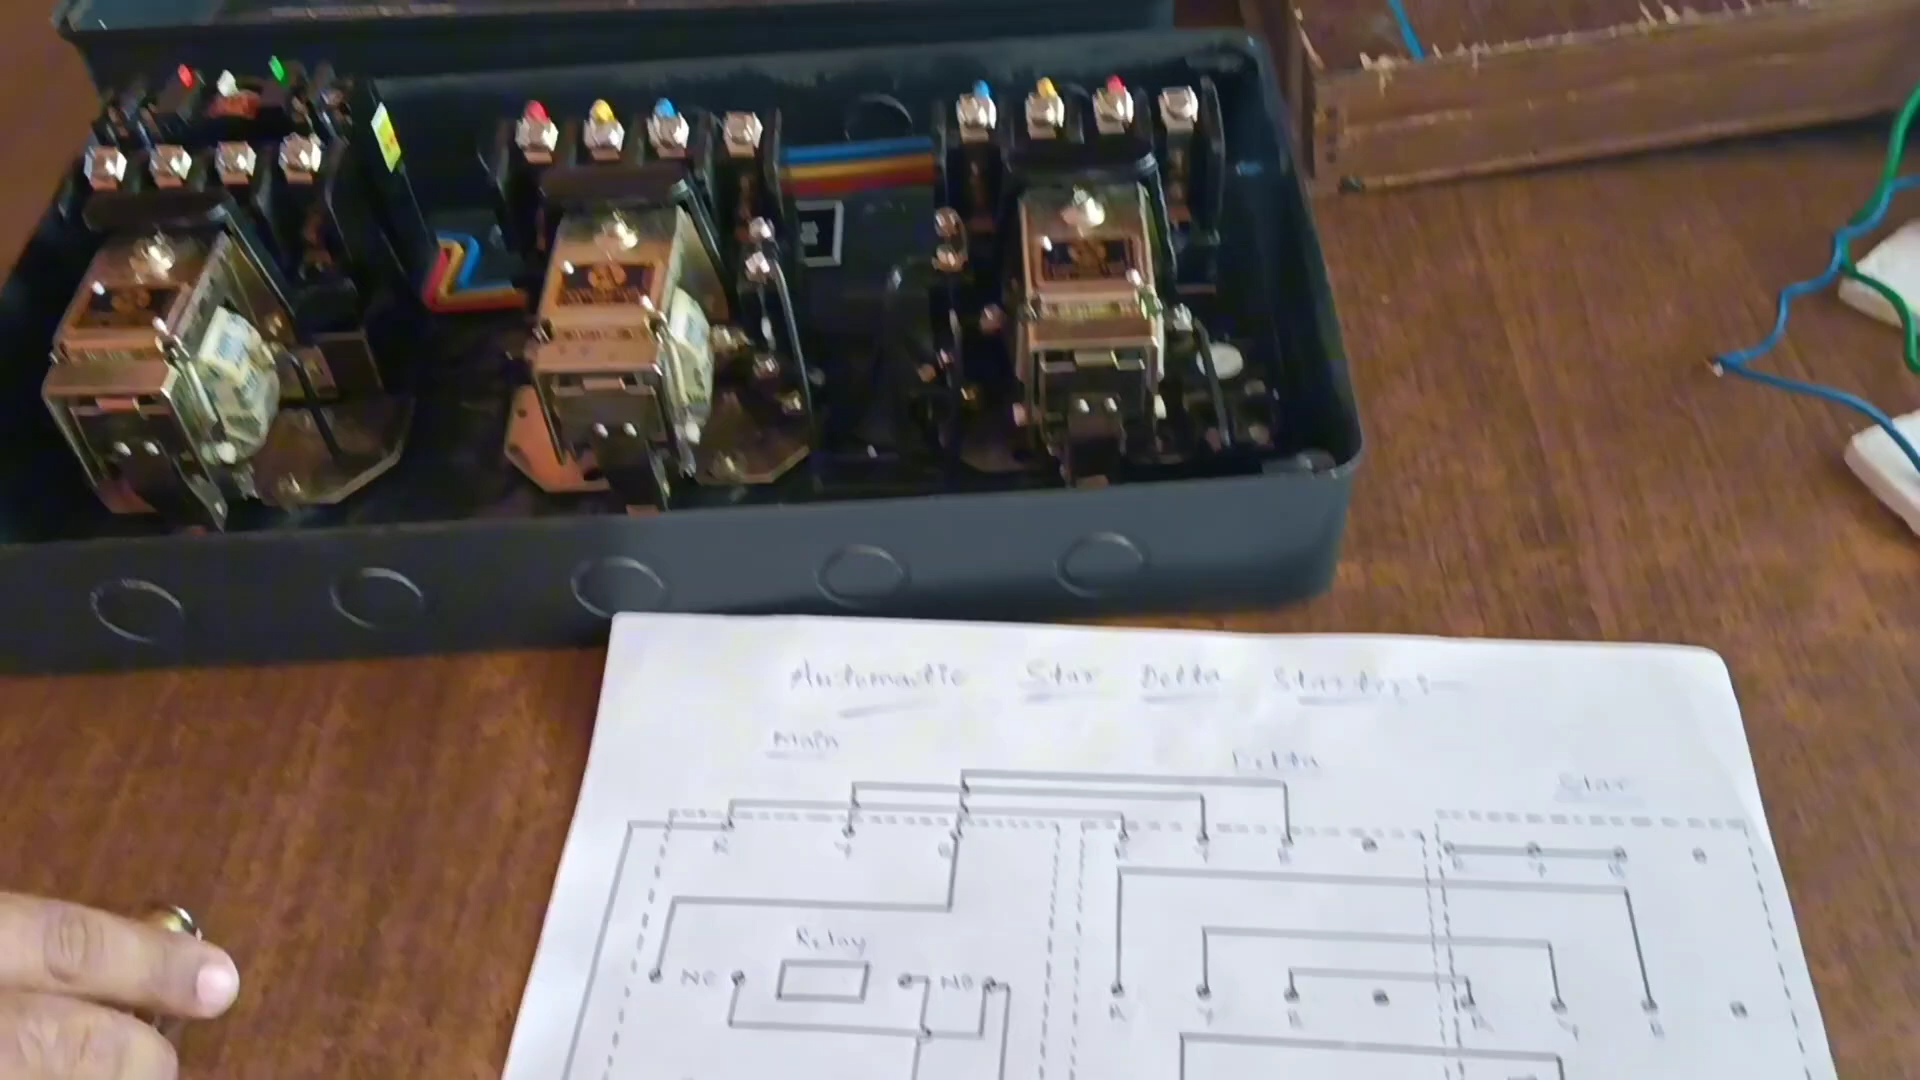 Automatic Star Delta Starter:-
Main
Delta
Star
R Y B
R Y B
R Y B
Relay
NC NO
R Y B
R Y B